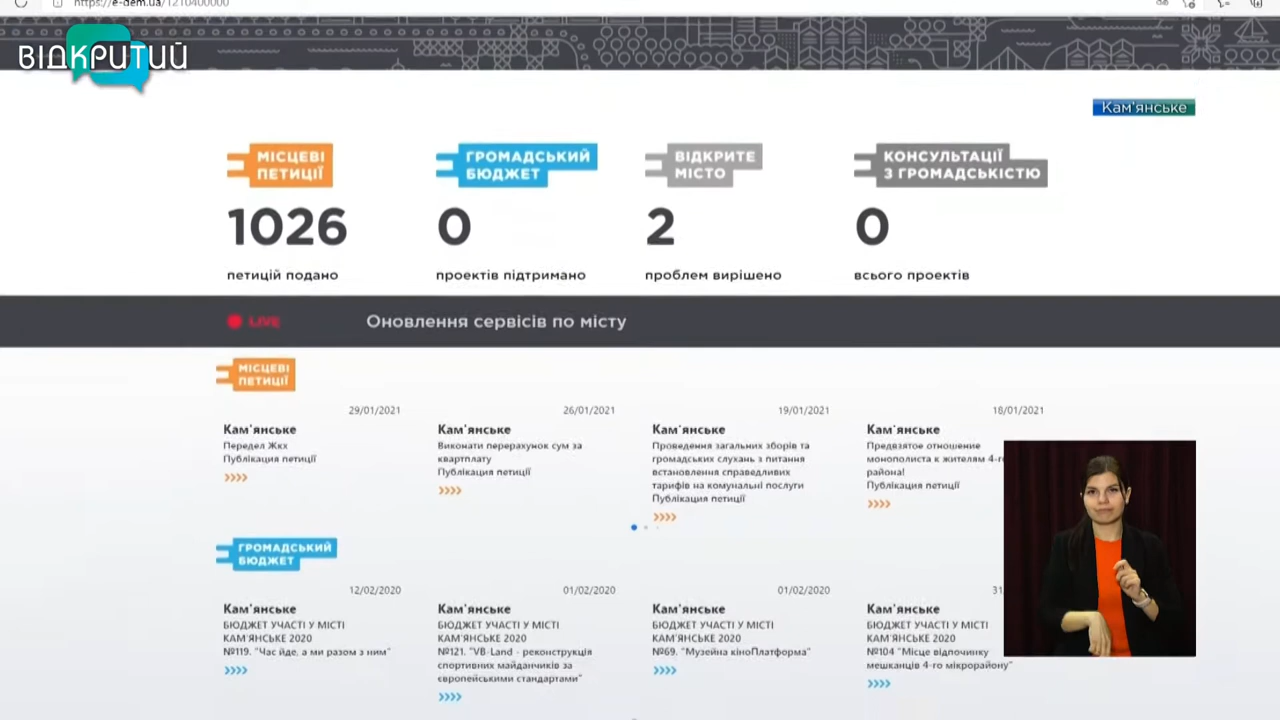 https://e-dem.ua/1210400000
ВІДКРИТИЙ
Кам'янське
МІСЦЕВІ
ПЕТИЦІЇ
1026
петицій подано
ГРОМАДСЬКИЙ
БЮДЖЕТ
0
проектів підтримано
ВІДКРИТЕ
МІСТО
2
проблем вирішено
КОНСУЛЬТАЦІЇ
З ГРОМАДСЬКІСТЮ
0
всього проектів
LIVE
Оновлення сервісів по місту
МІСЦЕВІ
ПЕТИЦІЇ
29/01/2021
Кам'янське
Передел Жкх
Публікація петиції
26/01/2021
Кам'янське
Виконати перерахунок сум за
квартплату
Публікація петиції
19/01/2021
Кам'янське
Проведення загальних зборів та
громадських слухань з питання
встановлення справедливих
тарифів на комунальні послуги
Публікація петиції
18/01/2021
Кам'янське
Предвзятое отношение
монополиста к жителям 4-го
района!
Публікація петиції
ГРОМАДСЬКИЙ
БЮДЖЕТ
12/02/2020
Кам'янське
БЮДЖЕТ УЧАСТІ У МІСТІ
КАМ'ЯНСЬКЕ 2020
№119. "Час йде, а ми разом з ним"
01/02/2020
Кам'янське
БЮДЖЕТ УЧАСТІ У МІСТІ
КАМ'ЯНСЬКЕ 2020
№121. "VB-Land - реконструкція
спортивних майданчиків за
європейськими стандартами"
01/02/2020
Кам'янське
БЮДЖЕТ УЧАСТІ У МІСТІ
КАМ'ЯНСЬКЕ 2020
№69. "Музейна кіноПлатформа"
31
Кам'янське
БЮДЖЕТ УЧАСТІ У МІСТІ
КАМ'ЯНСЬКЕ 2020
№104 "Місце відпочинку
мешканців 4-го мікрорайону"